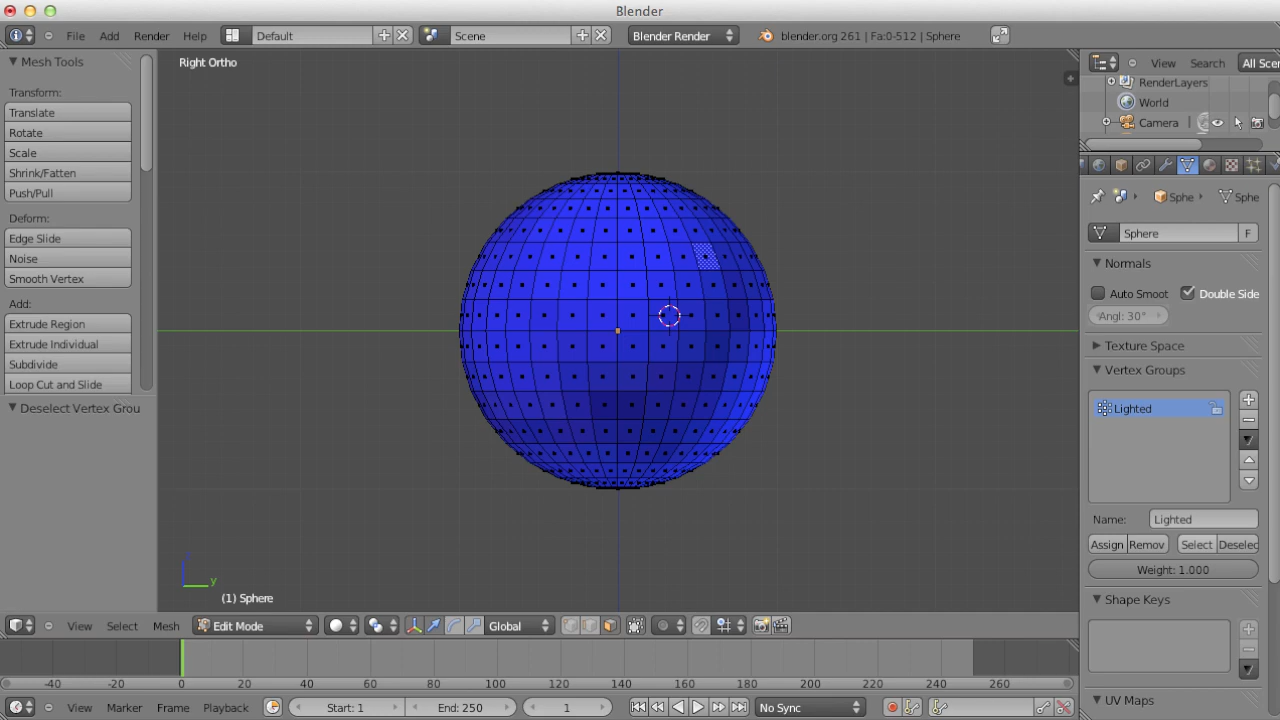 Blender
File Add Render Help Default Scene Blender Render blender.org 261 | Fa:0-512 | Sphere
Mesh Tools
Transform:
Translate
Rotate
Scale
Shrink/Fatten
Push/Pull
Deform:
Edge Slide
Noise
Smooth Vertex
Add:
Extrude Region
Extrude Individual
Subdivide
Loop Cut and Slide
Deselect Vertex Grou
Right Ortho
y
(1) Sphere
View Search All Scen
RenderLayers
World
Camera
Sphe Sphe
Sphere F
Normals
Auto Smoot Double Side
Angl: 30°
Texture Space
Vertex Groups
Lighted
Name: Lighted
Assign Remov Select Deselec
Weight: 1.000
Shape Keys
UV Maps
View Select Mesh Edit Mode Global
-40 -20 0 20 40 60 80 100 120 140 160 180 200 220 240 260
View Marker Frame Playback Start: 1 End: 250 1 No Sync